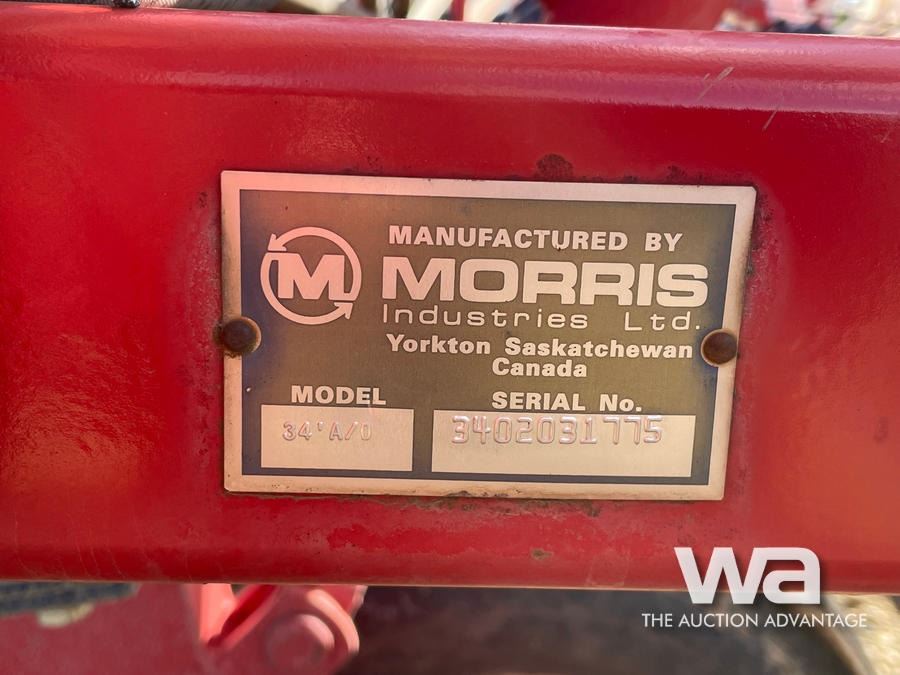 M
MANUFACTURED BY
MORRIS
Industries Ltd.
Yorkton Saskatchewan
Canada
MODEL
34'A/D
SERIAL No.
3402031775
wa
THE AUCTION ADVANTAGE